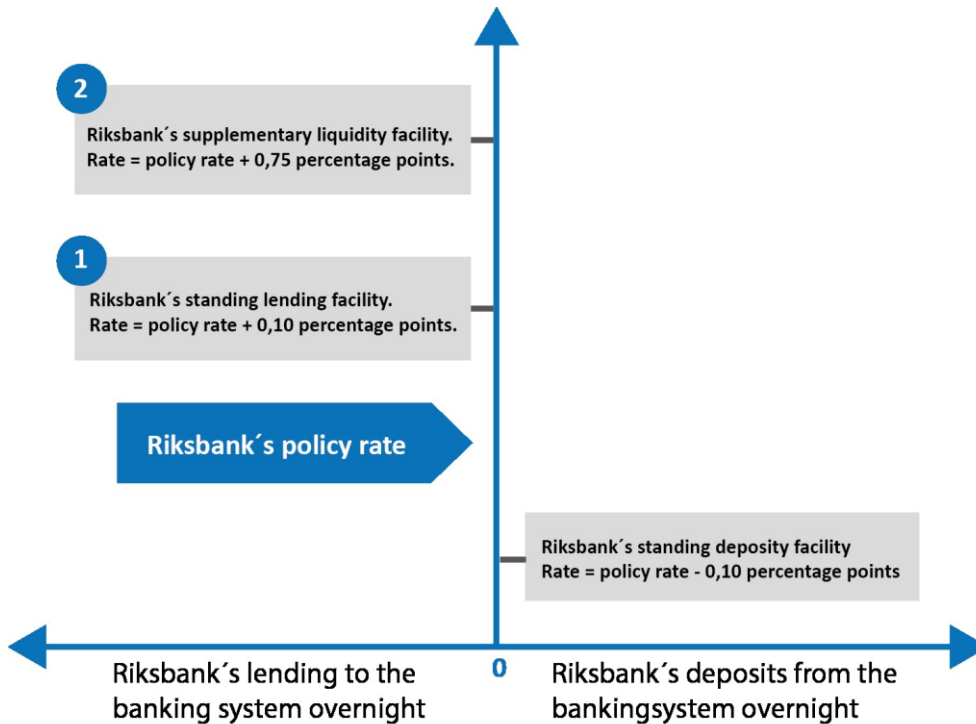 2
Riksbank´s supplementary liquidity facility.
Rate = policy rate + 0,75 percentage points.
1
Riksbank´s standing lending facility.
Rate = policy rate + 0,10 percentage points.
Riksbank´s policy rate
Riksbank´s standing deposity facility
Rate = policy rate - 0,10 percentage points
0
Riksbank´s lending to the
banking system overnight
Riksbank´s deposits from the
bankingsystem overnight